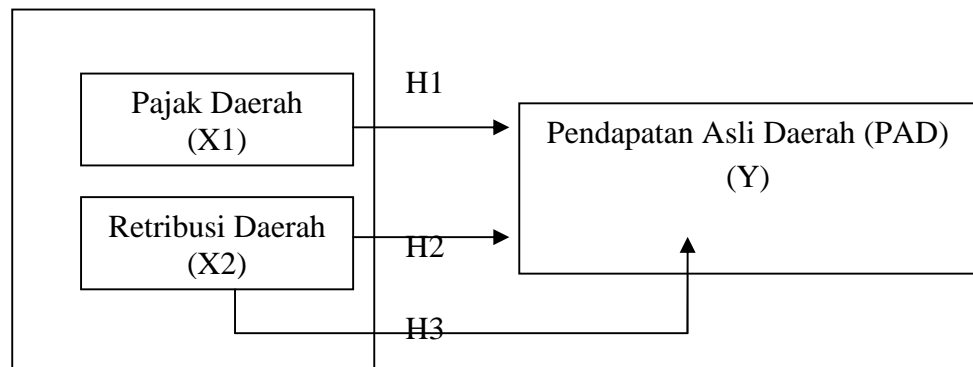 H1
Pajak Daerah
(X1)
Pendapatan Asli Daerah (PAD)
(Y)
Retribusi Daerah
(X2)
H2
H3